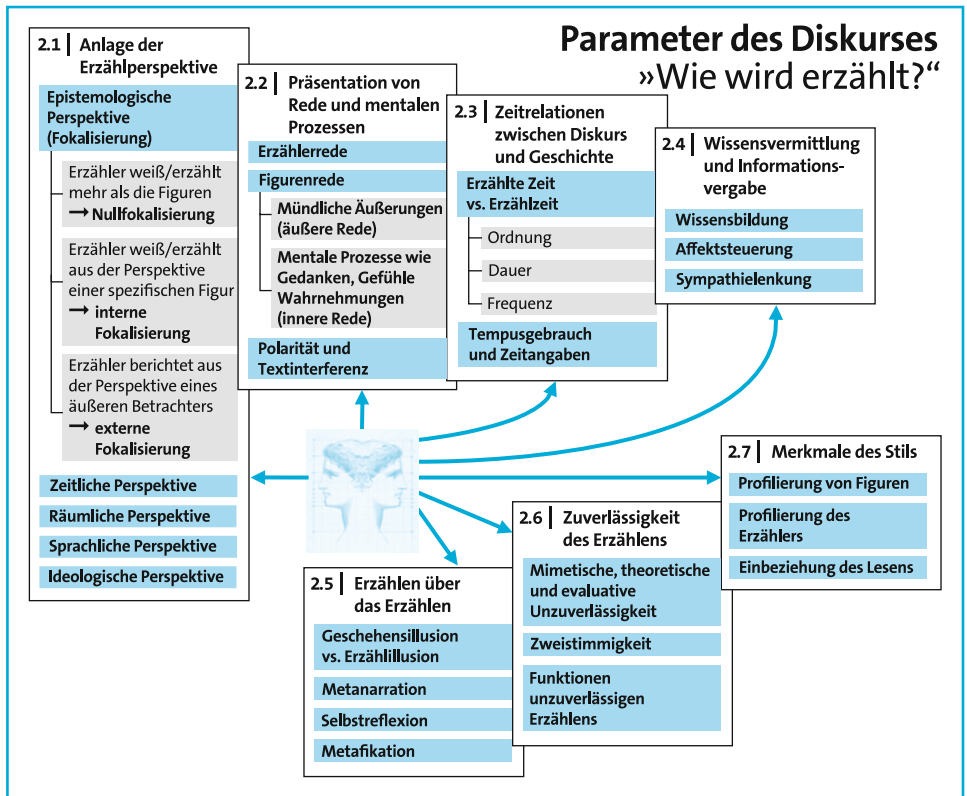 Parameter des Diskurses
»Wie wird erzählt?“
2.1 | Anlage der
Erzählperspektive
Epistemologische
Perspektive
(Fokalisierung)
Erzähler weiß/erzählt
mehr als die Figuren
→ Nullfokalisierung
Erzähler weiß/erzählt
aus der Perspektive
einer spezifischen Figur
→ interne
Fokalisierung
Erzähler berichtet aus
der Perspektive eines
äußeren Betrachters
→ externe
Fokalisierung
Zeitliche Perspektive
Räumliche Perspektive
Sprachliche Perspektive
Ideologische Perspektive
2.2 | Präsentation von
Rede und mentalen
Prozessen
Erzählerrede
Figurenrede
Mündliche Äußerungen
(äußere Rede)
Mentale Prozesse wie
Gedanken, Gefühle
Wahrnehmungen
(innere Rede)
Polarität und
Textinterferenz
2.3 | Zeitrelationen
zwischen Diskurs
und Geschichte
Erzählte Zeit
vs. Erzählzeit
Ordnung
Dauer
Frequenz
Tempusgebrauch
und Zeitangaben
2.4 | Wissensvermittlung
und Informations-
vergabe
Wissensbildung
Affektsteuerung
Sympathielenkung
2.5 | Erzählen über
das Erzählen
Geschehensillusion
vs. Erzählillusion
Metanarration
Selbstreflexion
Metafikation
2.6 | Zuverlässigkeit
des Erzählens
Mimetische, theoretische
und evaluative
Unzuverlässigkeit
Zweistimmigkeit
Funktionen
unzuverlässigen
Erzählens
2.7 | Merkmale des Stils
Profilierung von Figuren
Profilierung des
Erzählers
Einbeziehung des Lesens